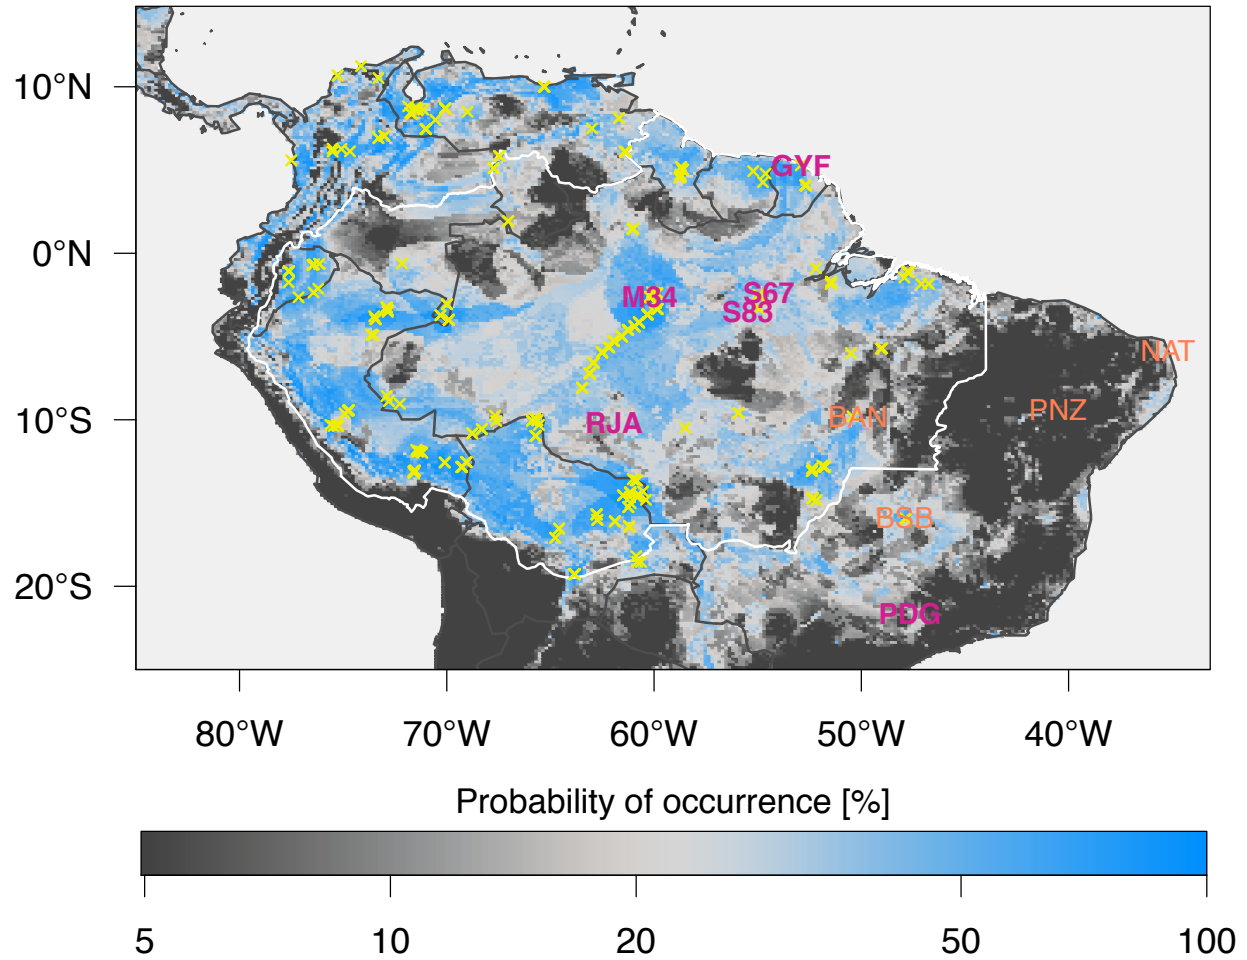 10°N
GYF
0°N
M34
S67
S83
NAT
10°S
RJA
BAN
PNZ
BSB
20°S
PDG
80°W 70°W 60°W 50°W 40°W
Probability of occurrence [%]
5 10 20 50 100